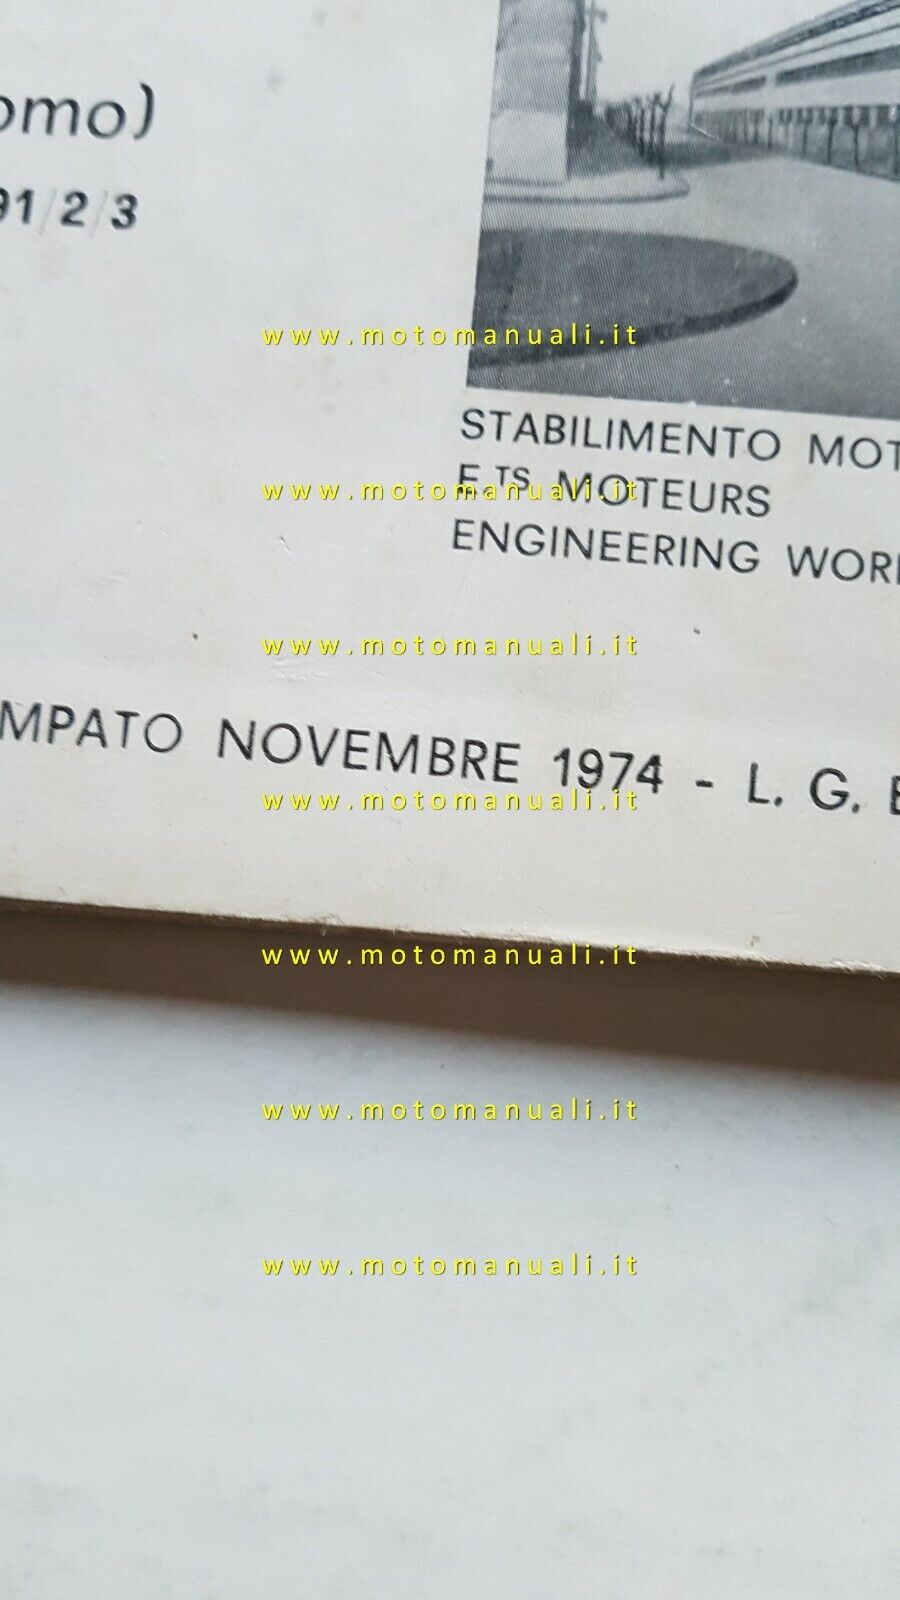 omo)
91/2/3
www.motomanuali.it
STABILIMENTO MOT
E.TS MOTEURS
www.motomanuali.it
ENGINEERING WOR
www.motomanuali.it
MPATO NOVEMBRE 1974 - L. G.
www.motomanuali.it
www.motomanuali.it
www.motomanuali.it
www.motomanuali.it